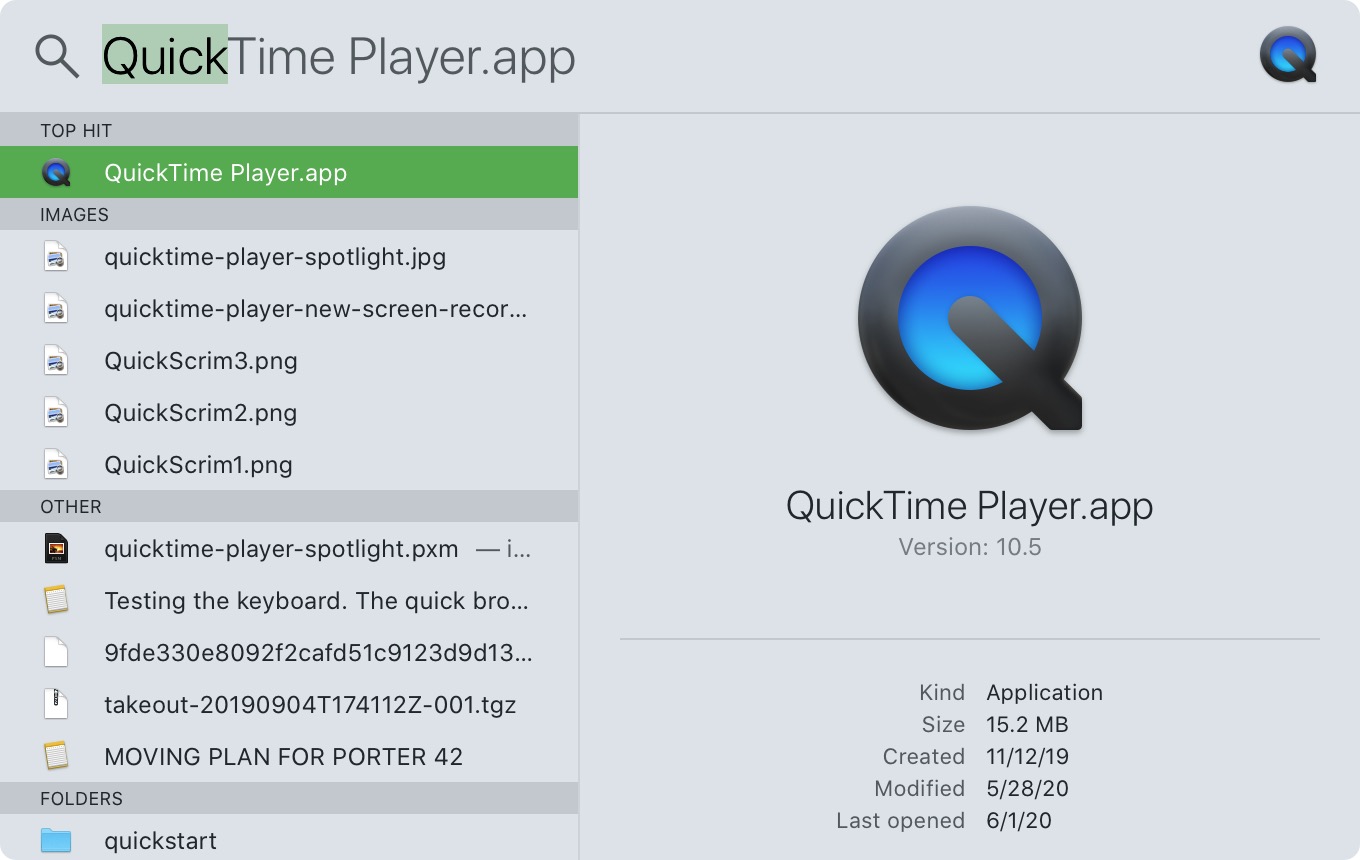 QuickTime Player.app
TOP HIT
QuickTime Player.app
IMAGES
quicktime-player-spotlight.jpg
quicktime-player-new-screen-recor...
QuickScrim3.png
QuickScrim2.png
QuickScrim1.png
OTHER
quicktime-player-spotlight.pxm — i...
Testing the keyboard. The quick bro...
9fde330e8092f2cafd51c9123d9d13...
takeout-20190904T174112Z-001.tgz
MOVING PLAN FOR PORTER 42
FOLDERS
quickstart
QuickTime Player.app
Version: 10.5
Kind Application
Size 15.2 MB
Created 11/12/19
Modified 5/28/20
Last opened 6/1/20